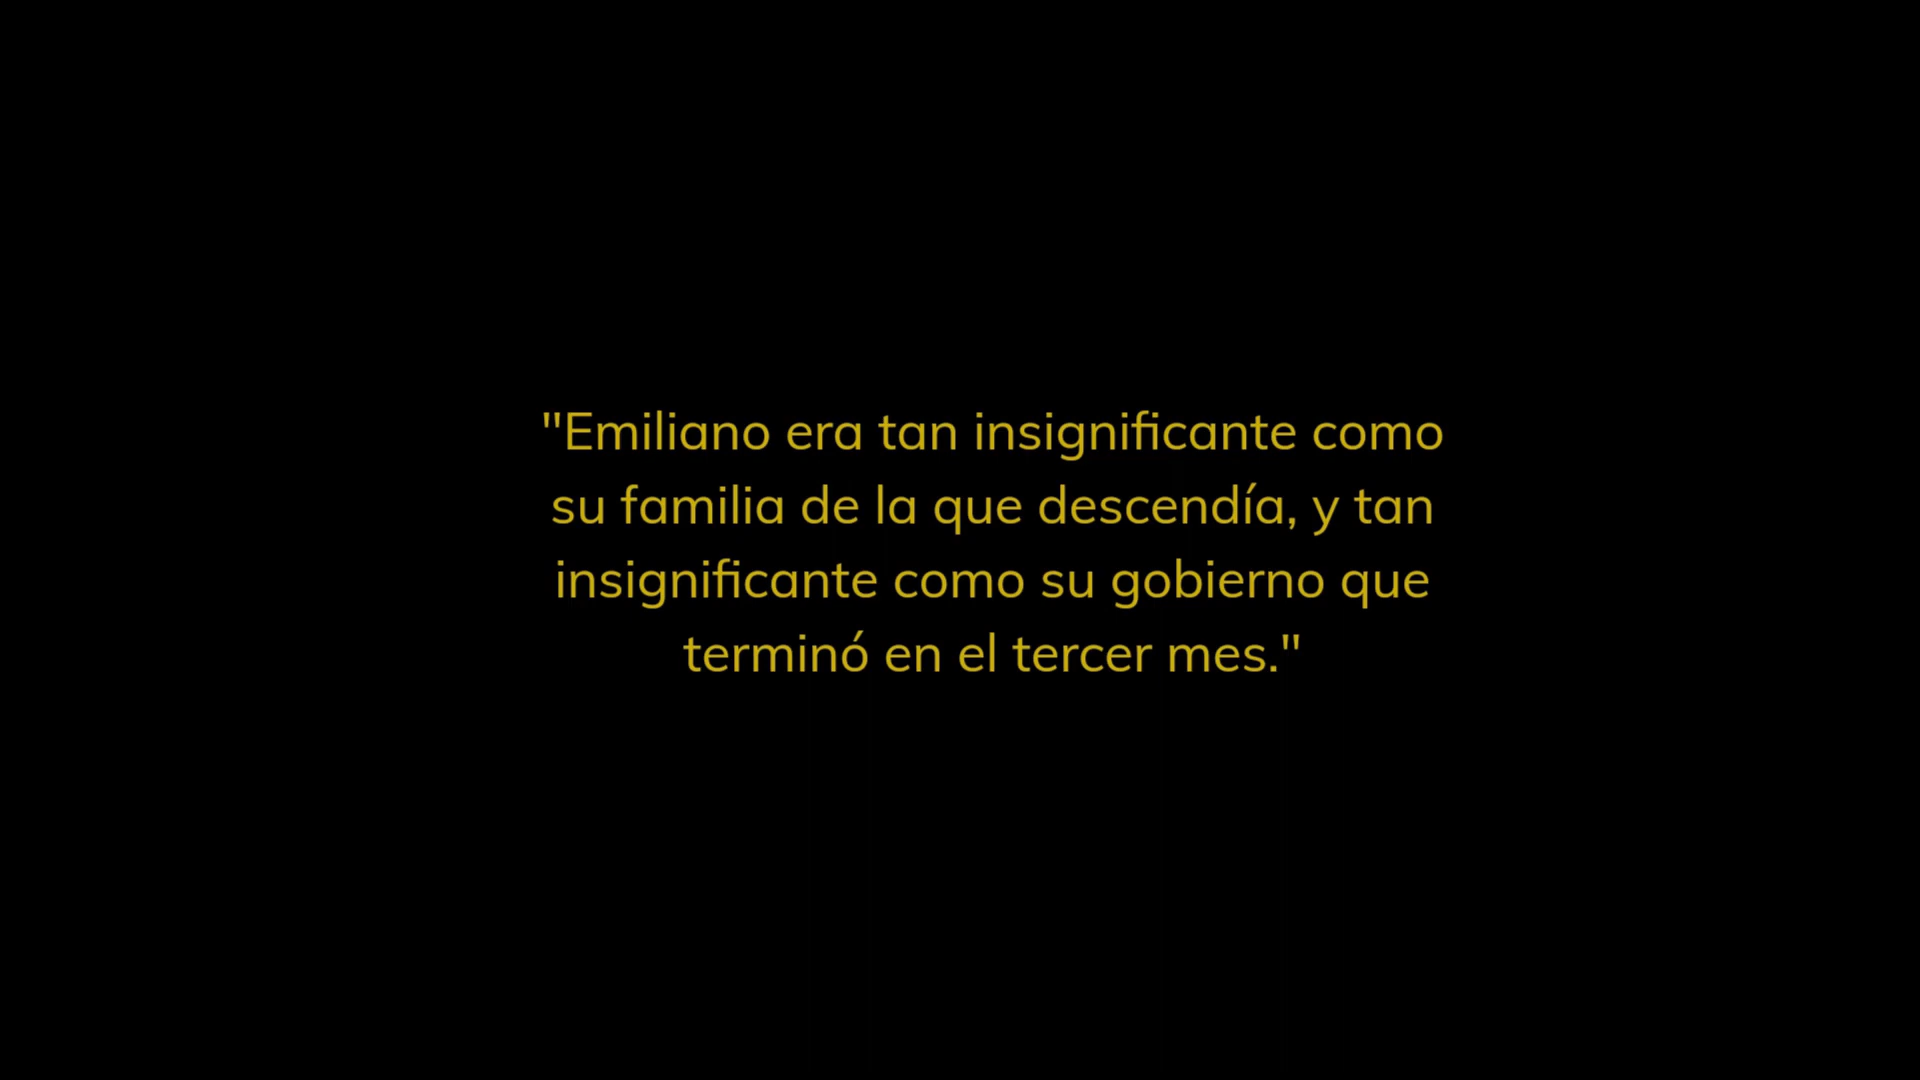 "Emiliano era tan insignificante como
su familia de la que descendía, y tan
insignificante como su gobierno que
terminó en el tercer mes."